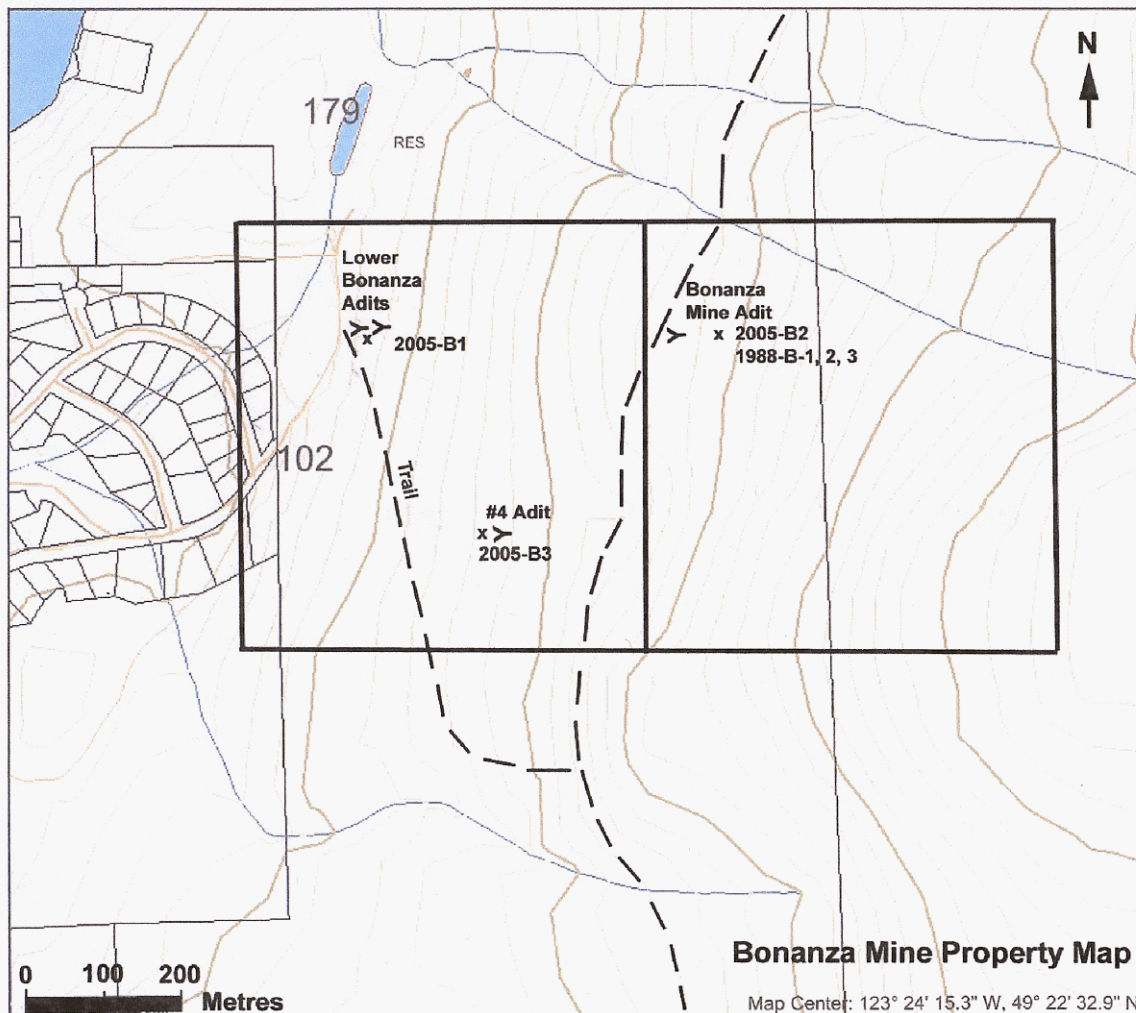 N
179
RES
Lower
Bonanza
Adits
2005-B1
Bonanza
Mine Adit
x 2005-B2
1988-B-1, 2, 3
102
Trail
#4 Adit
x
2005-B3
Bonanza Mine Property Map
0 100 200
Metres
Map Center: 123° 24' 15.3" W, 49° 22' 32.9" N